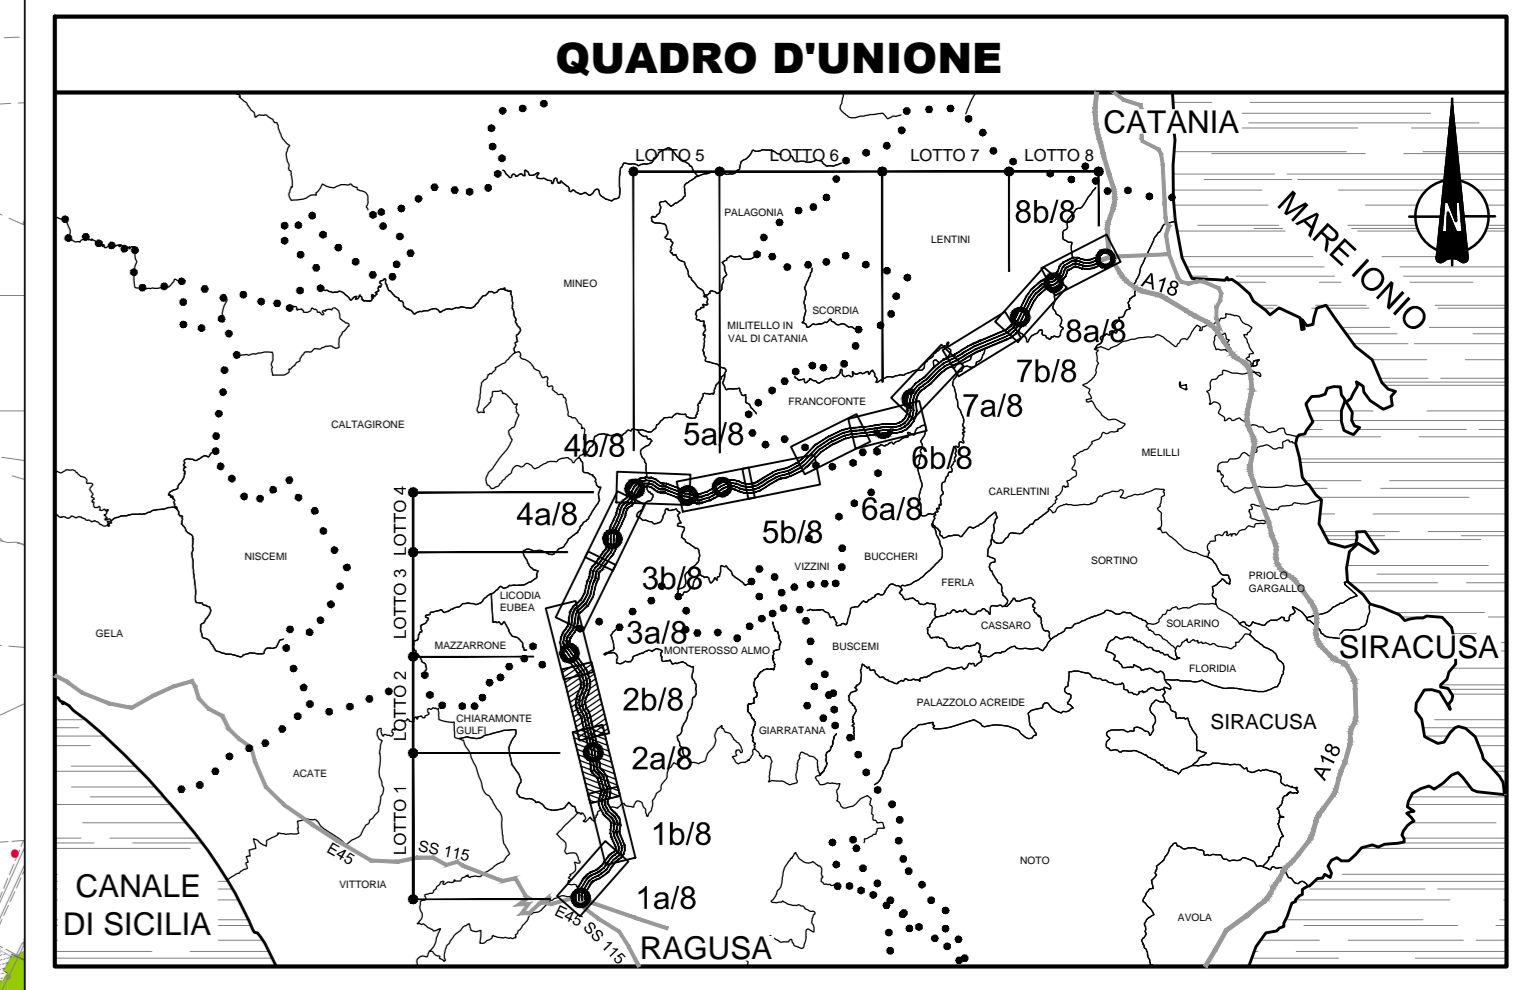 QUADRO D'UNIONE
CATANIA
LOTTO 5
LOTTO 6
LOTTO 7
LOTTO 8
N
MARE IONIO
PALAGONIA
8b/8
LENTINI
MINEO
A18
SCORDIA
MILITELLO IN
VAL DI CATANIA
8a/8
7b/8
FRANCOFONTE
7a/8
CALTAGIRONE
4b/8
5a/8
6b/8
MELILLI
CARLENTINI
4a/8
6a/8
5b/8
LOTTO 4
NISCEMI
VIZZINI
BUCCHERI
SORTINO
FERLA
PRIOLO
GARGALLO
3b/8
LICODIA
EUBEA
LOTTO 3
GELA
3a/8
CASSARO
SOLARINO
MAZZARRONE
MONTEROSSO ALMO
BUSCEMI
SIRACUSA
FLORIDIA
2b/8
LOTTO 2
PALAZZOLO ACREIDE
CHIARAMONTE
GULFI
GIARRATANA
SIRACUSA
2a/8
ACATE
A18
LOTTO 1
1b/8
E45
SS 115
NOTO
VITTORIA
CANALE
DI SICILIA
1a/8
E45 SS 115
AVOLA
RAGUSA